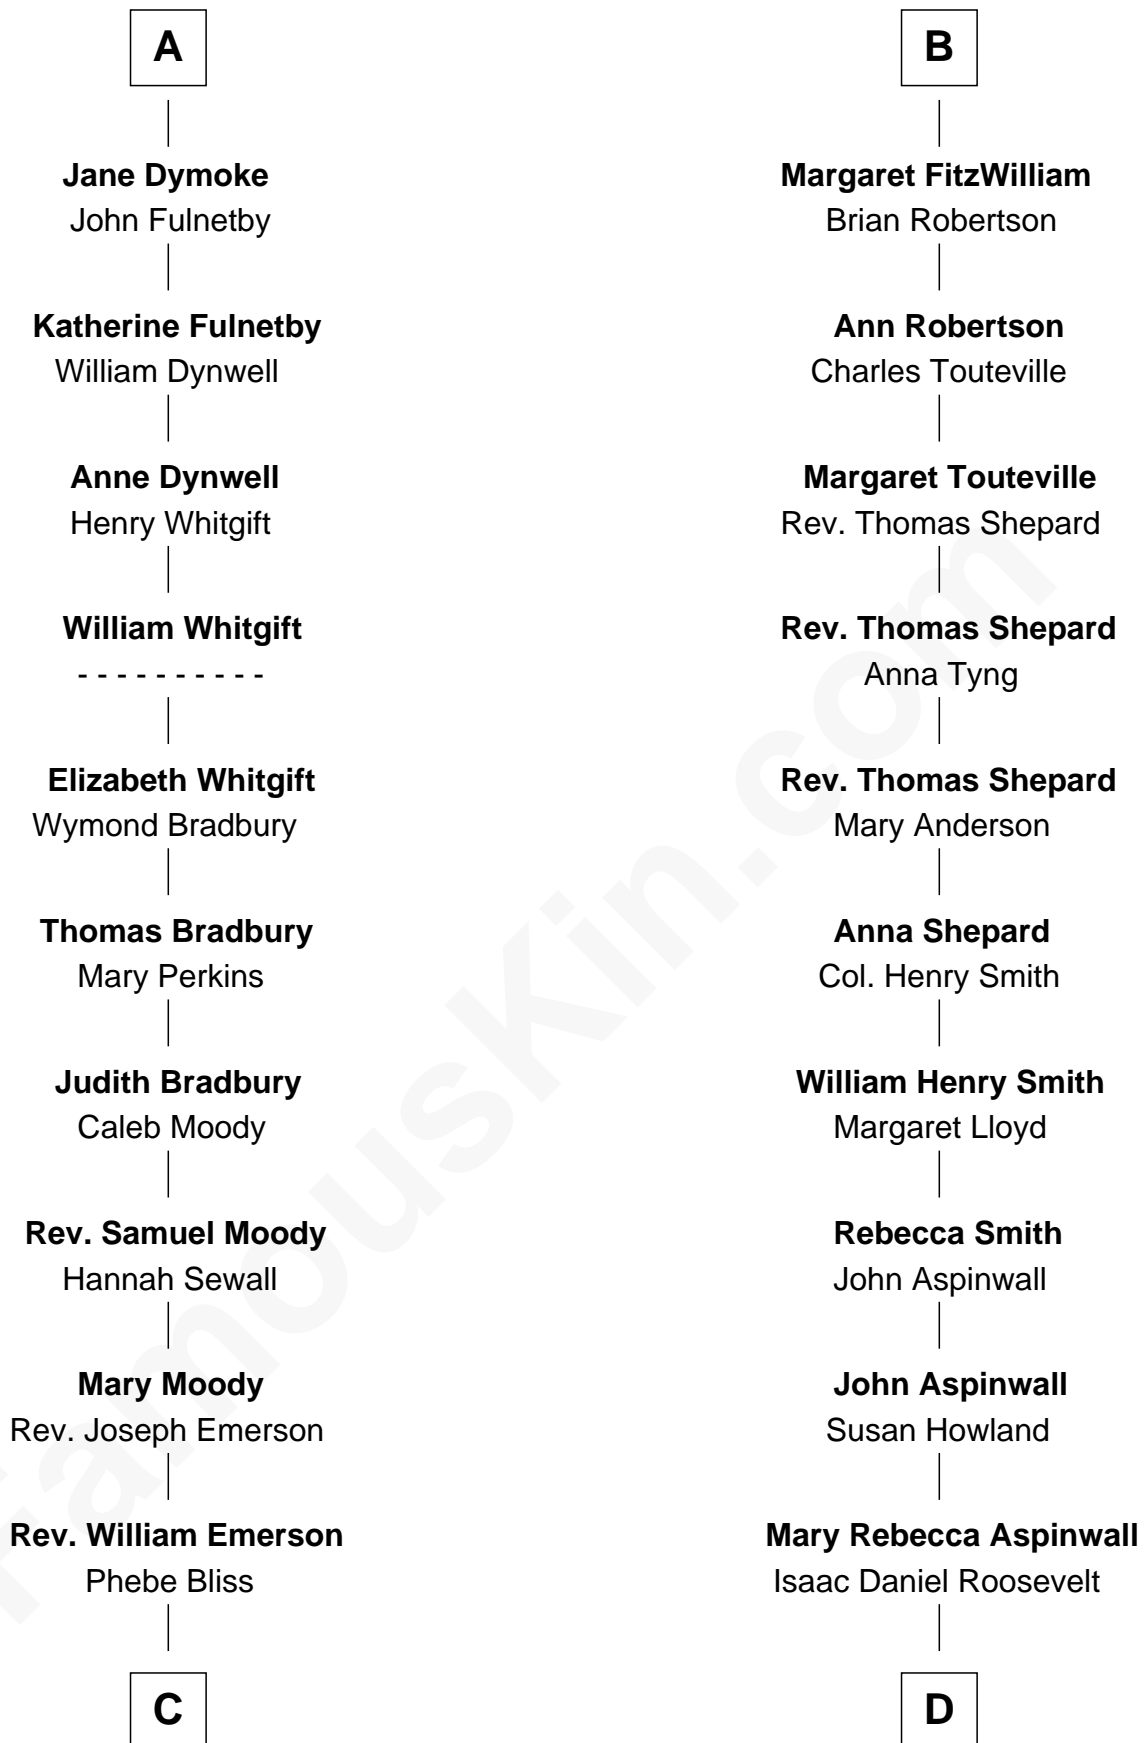 A
Jane Dymoke
John Fulnetby
Katherine Fulnetby
William Dynwell
Anne Dynwell
Henry Whitgift
William Whitgift
- - - - - - - - - -
Elizabeth Whitgift
Wymond Bradbury
Thomas Bradbury
Mary Perkins
Judith Bradbury
Caleb Moody
Rev. Samuel Moody
Hannah Sewall
Mary Moody
Rev. Joseph Emerson
Rev. William Emerson
Phebe Bliss
C
B
Margaret FitzWilliam
Brian Robertson
Ann Robertson
Charles Touteville
Margaret Touteville
Rev. Thomas Shepard
Rev. Thomas Shepard
Anna Tyng
Rev. Thomas Shepard
Mary Anderson
Anna Shepard
Col. Henry Smith
William Henry Smith
Margaret Lloyd
Rebecca Smith
John Aspinwall
John Aspinwall
Susan Howland
Mary Rebecca Aspinwall
Isaac Daniel Roosevelt
D
FamousKin.com